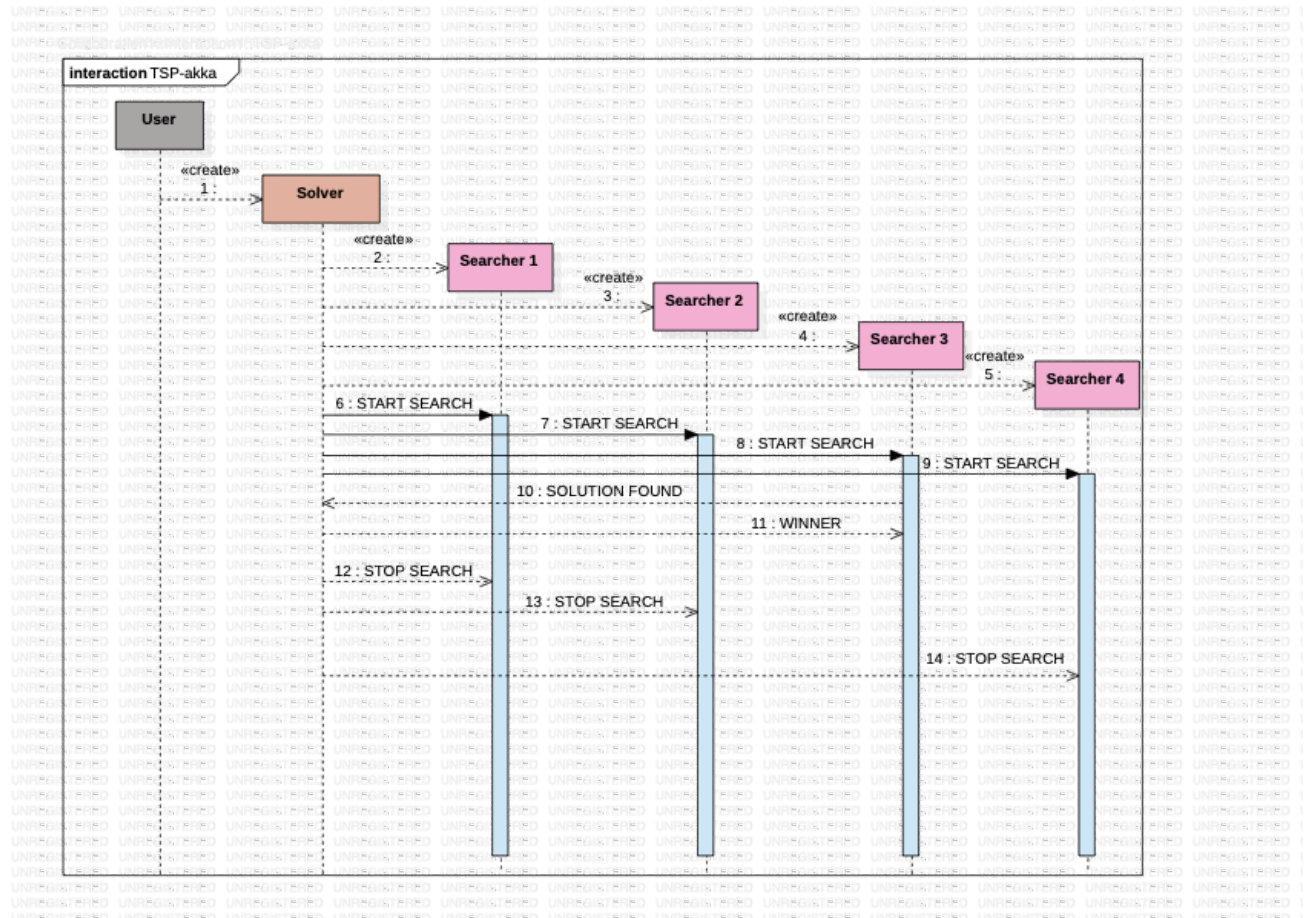 interaction TSP-akka
User
«create»
1 :
Solver
«create»
2 :
Searcher 1
«create»
3 :
Searcher 2
«create»
4 :
Searcher 3
«create»
5 :
Searcher 4
6 : START SEARCH
7 : START SEARCH
8 : START SEARCH
9 : START SEARCH
10 : SOLUTION FOUND
11 : WINNER
12 : STOP SEARCH
13 : STOP SEARCH
14 : STOP SEARCH